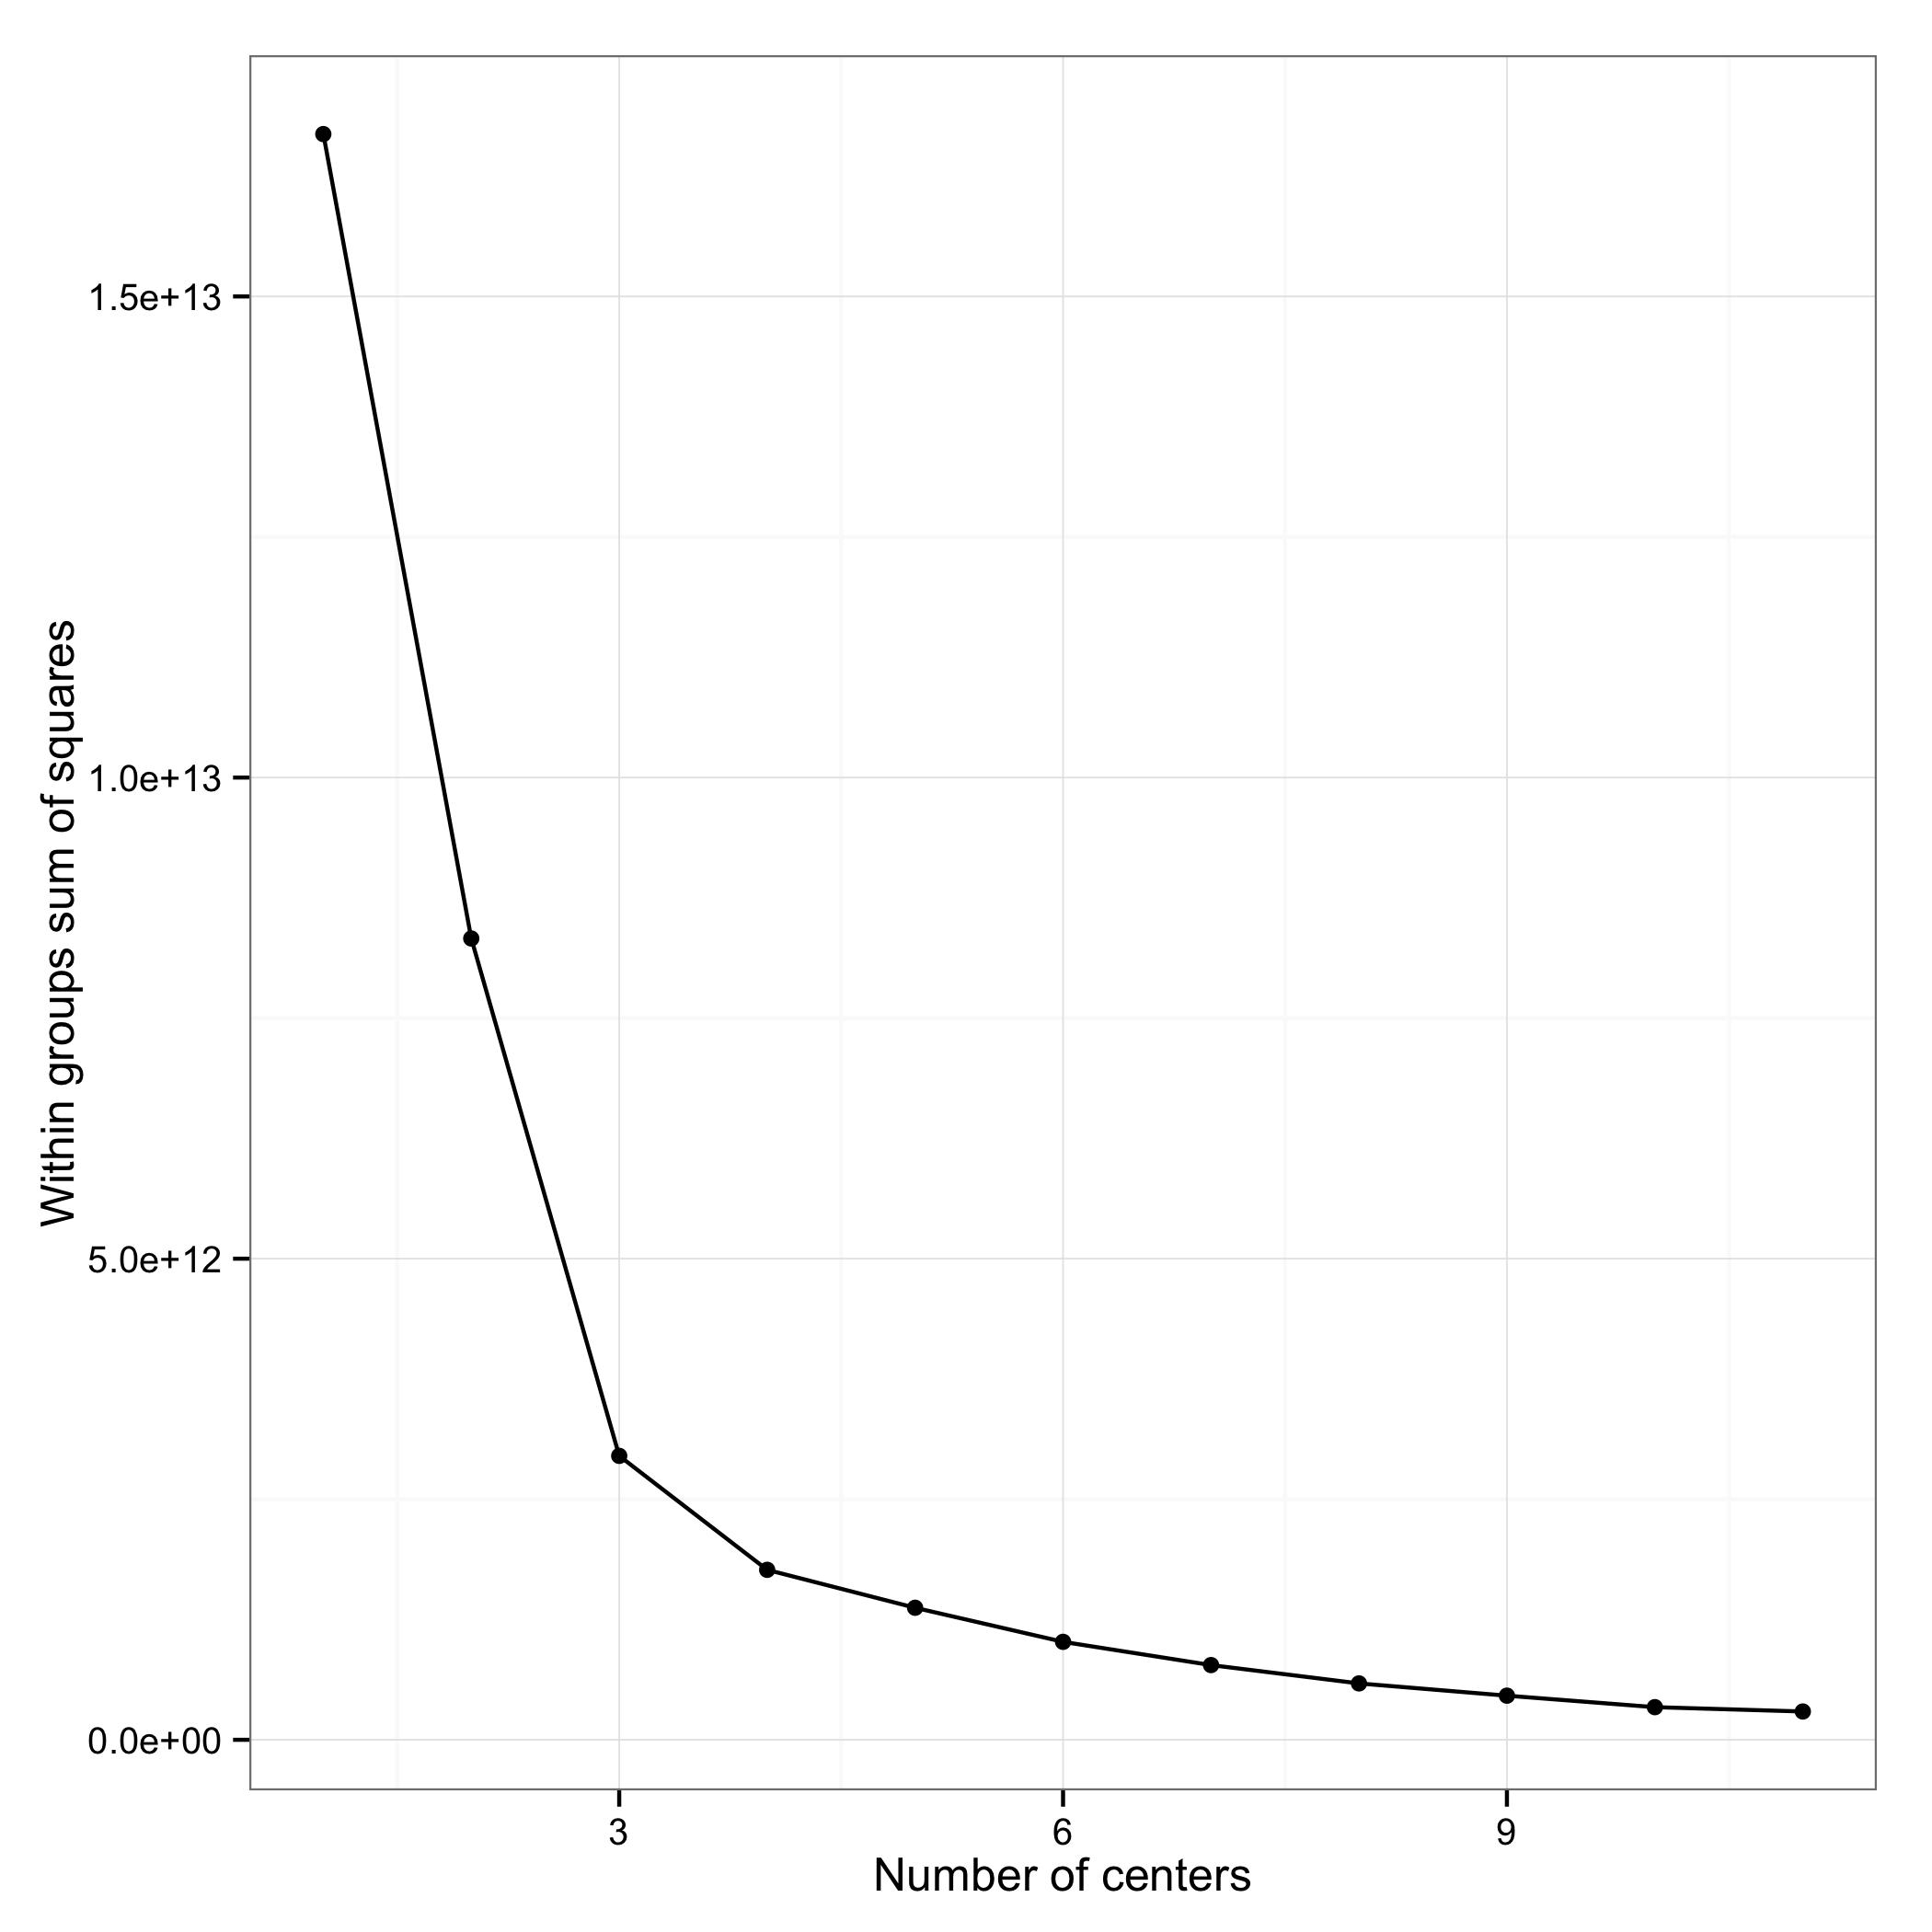 Within groups sum of squares
1.5e+13
1.0e+13
5.0e+12
0.0e+00
3 6 9
Number of centers